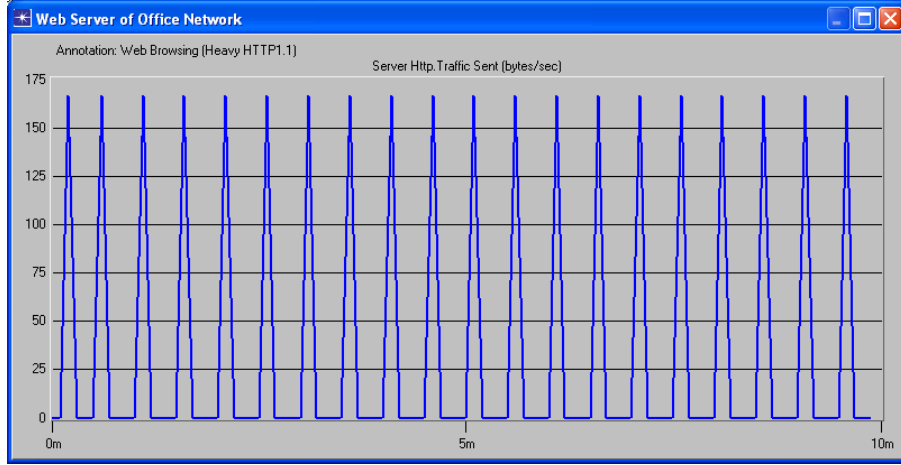 Web Server of Office Network
Annotation: Web Browsing (Heavy HTTP1.1)
Server Http.Traffic Sent (bytes/sec)
175
150
125
100
75
50
25
0
0m 5m 10m